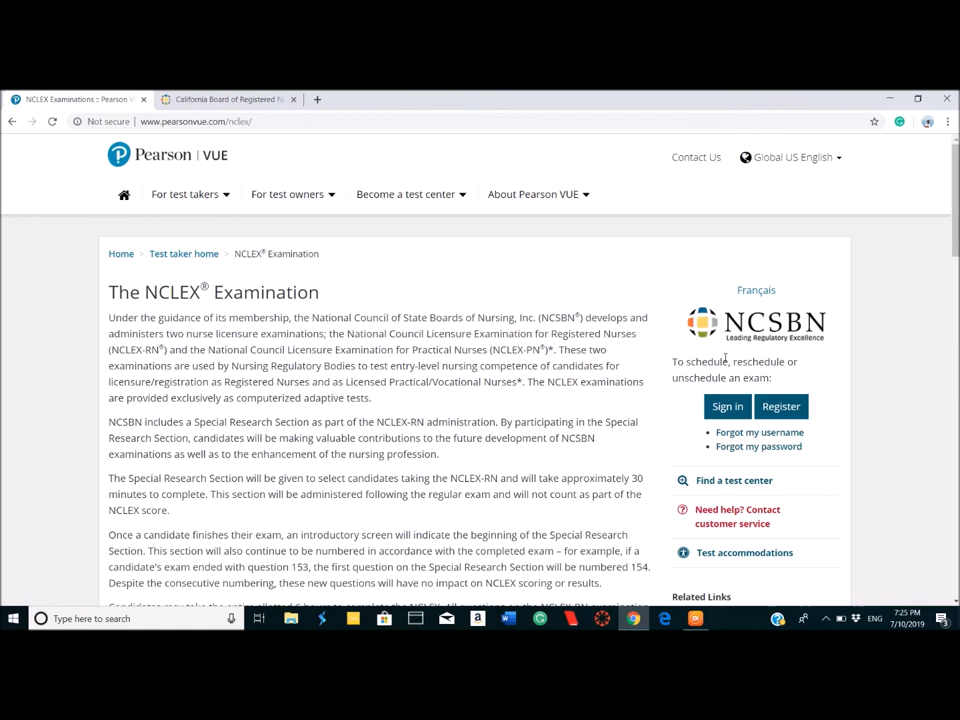 NCLEX Examinations :: Pearson V
California Board of Registered N
Not secure
www.pearsonvue.com/nclex/
Pearson | VUE
Contact Us
Global US English
For test takers
For test owners
Become a test center
About Pearson VUE
Home > Test taker home > NCLEX® Examination
The NCLEX® Examination
Under the guidance of its membership, the National Council of State Boards of Nursing, Inc. (NCSBN®) develops and
administers two nurse licensure examinations; the National Council Licensure Examination for Registered Nurses
(NCLEX-RN®) and the National Council Licensure Examination for Practical Nurses (NCLEX-PN®)*. These two
examinations are used by Nursing Regulatory Bodies to test entry-level nursing competence of candidates for
licensure/registration as Registered Nurses and as Licensed Practical/Vocational Nurses*. The NCLEX examinations
are provided exclusively as computerized adaptive tests.
NCSBN includes a Special Research Section as part of the NCLEX-RN administration. By participating in the Special
Research Section, candidates will be making valuable contributions to the future development of NCSBN
examinations as well as to the enhancement of the nursing profession.
The Special Research Section will be given to select candidates taking the NCLEX-RN and will take approximately 30
minutes to complete. This section will be administered following the regular exam and will not count as part of the
NCLEX score.
Once a candidate finishes their exam, an introductory screen will indicate the beginning of the Special Research
Section. This section will also continue to be numbered in accordance with the completed exam – for example, if a
candidate's exam ended with question 153, the first question on the Special Research Section will be numbered 154.
Despite the consecutive numbering, these new questions will have no impact on NCLEX scoring or results.
Français
NCSBN
Leading Regulatory Excellence
To schedule, reschedule or
unschedule an exam:
Sign in
Register
Forgot my username
Forgot my password
Find a test center
Need help? Contact
customer service
Test accommodations
Related Links
Type here to search
ENG
7:25 PM
7/10/2019